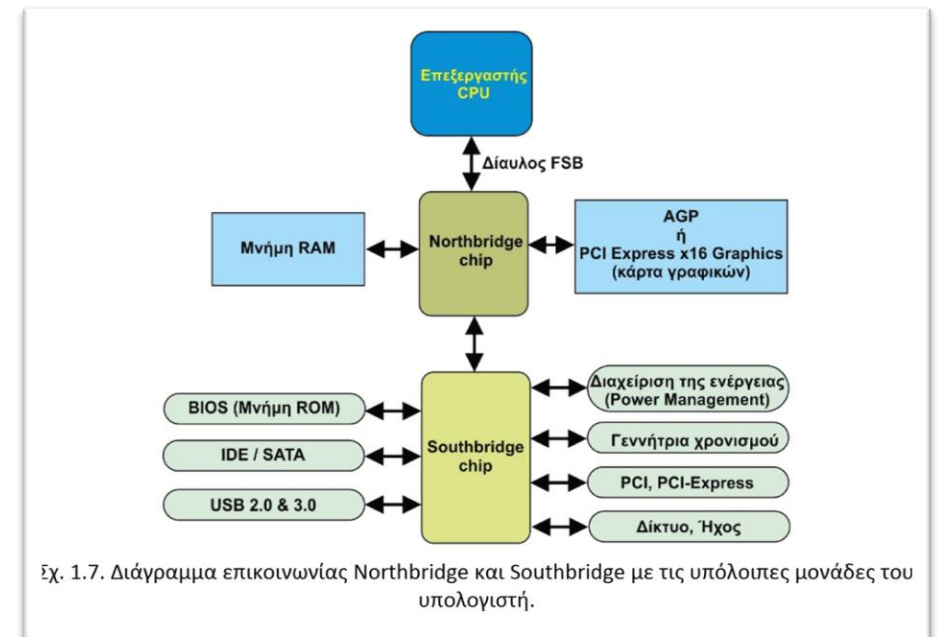 Επεξεργαστής
CPU
Δίαυλος FSB
Μνήμη RAM
Northbridge
chip
AGP
ή
PCI Express x16 Graphics
(κάρτα γραφικών)
BIOS (Μνήμη ROM)
IDE / SATA
USB 2.0 & 3.0
Southbridge
chip
Διαχείριση της ενέργειας
(Power Management)
Γεννήτρια χρονισμού
PCI, PCI-Express
Δίκτυο, Ήχος
Σχ. 1.7. Διάγραμμα επικοινωνίας Northbridge και Southbridge με τις υπόλοιπες μονάδες του
υπολογιστή.